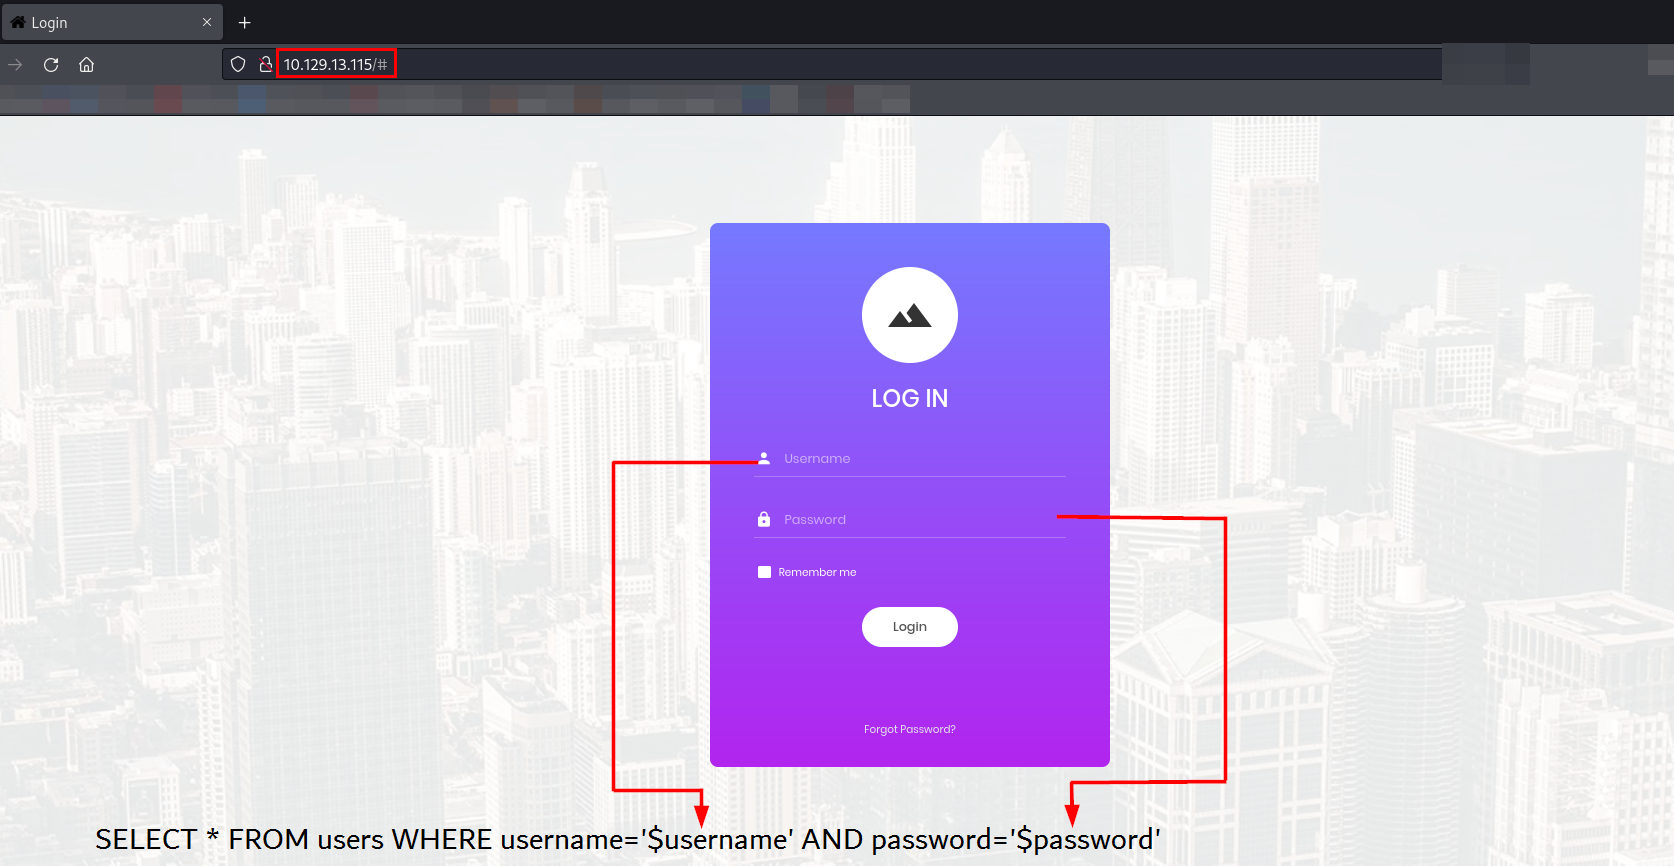 Login
10.129.13.115/#
LOG IN
Username
Password
Remember me
Login
Forgot Password?
SELECT * FROM users WHERE username='$username' AND password='$password'